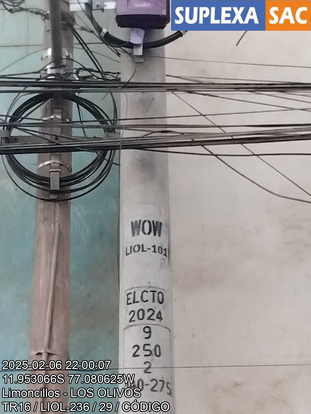 SUPLEXA SAC
WOW
LIOL-101
ELCTO
2024
9
250
2
2025-02-06 22:00:07
11.953066S 77.080625W
Limoncillos - LOS OLIVOS
TR16 / LIOL-236 / 29 / CÓDIGO